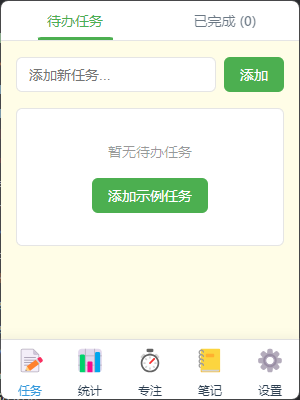 待办任务 已完成 (0)
添加新任务... 添加
暂无待办任务
添加示例任务
任务 统计 专注 笔记 设置